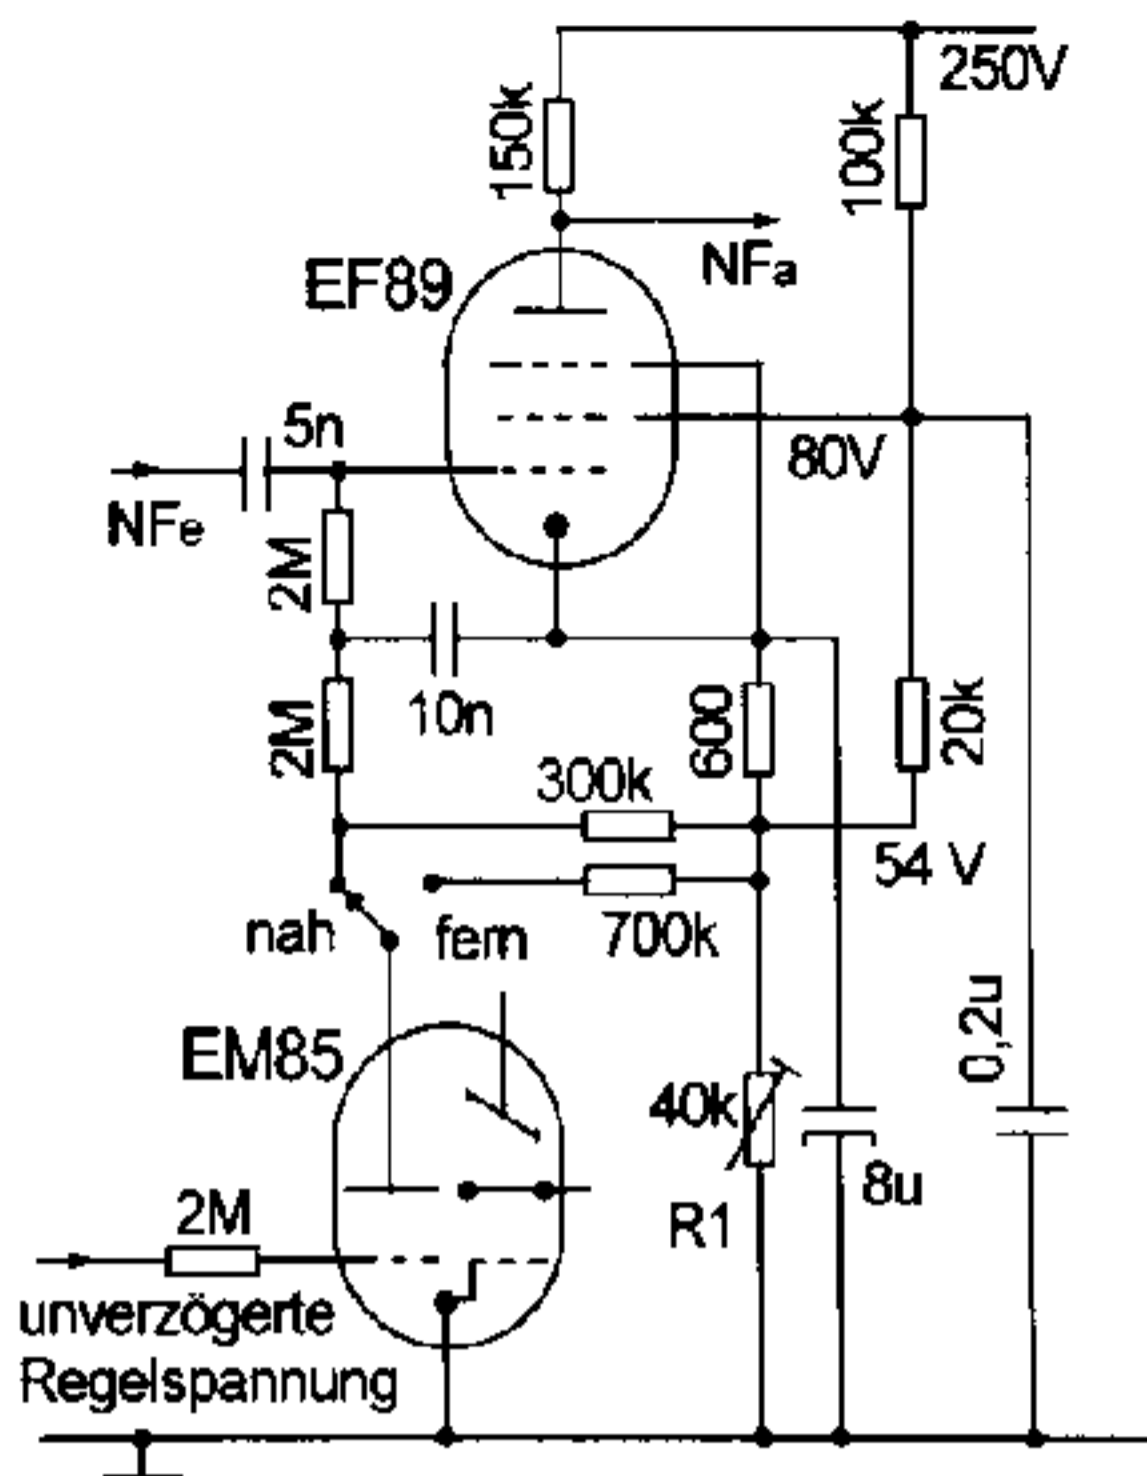 250V
150k
100k
NFa
EF89
5n
80V
NFe
2M
10n
2M
600
20k
300k
54 V
700k
nah
fern
EM85
0,2u
40k
8u
R1
2M
unverzögerte
Regelspannung